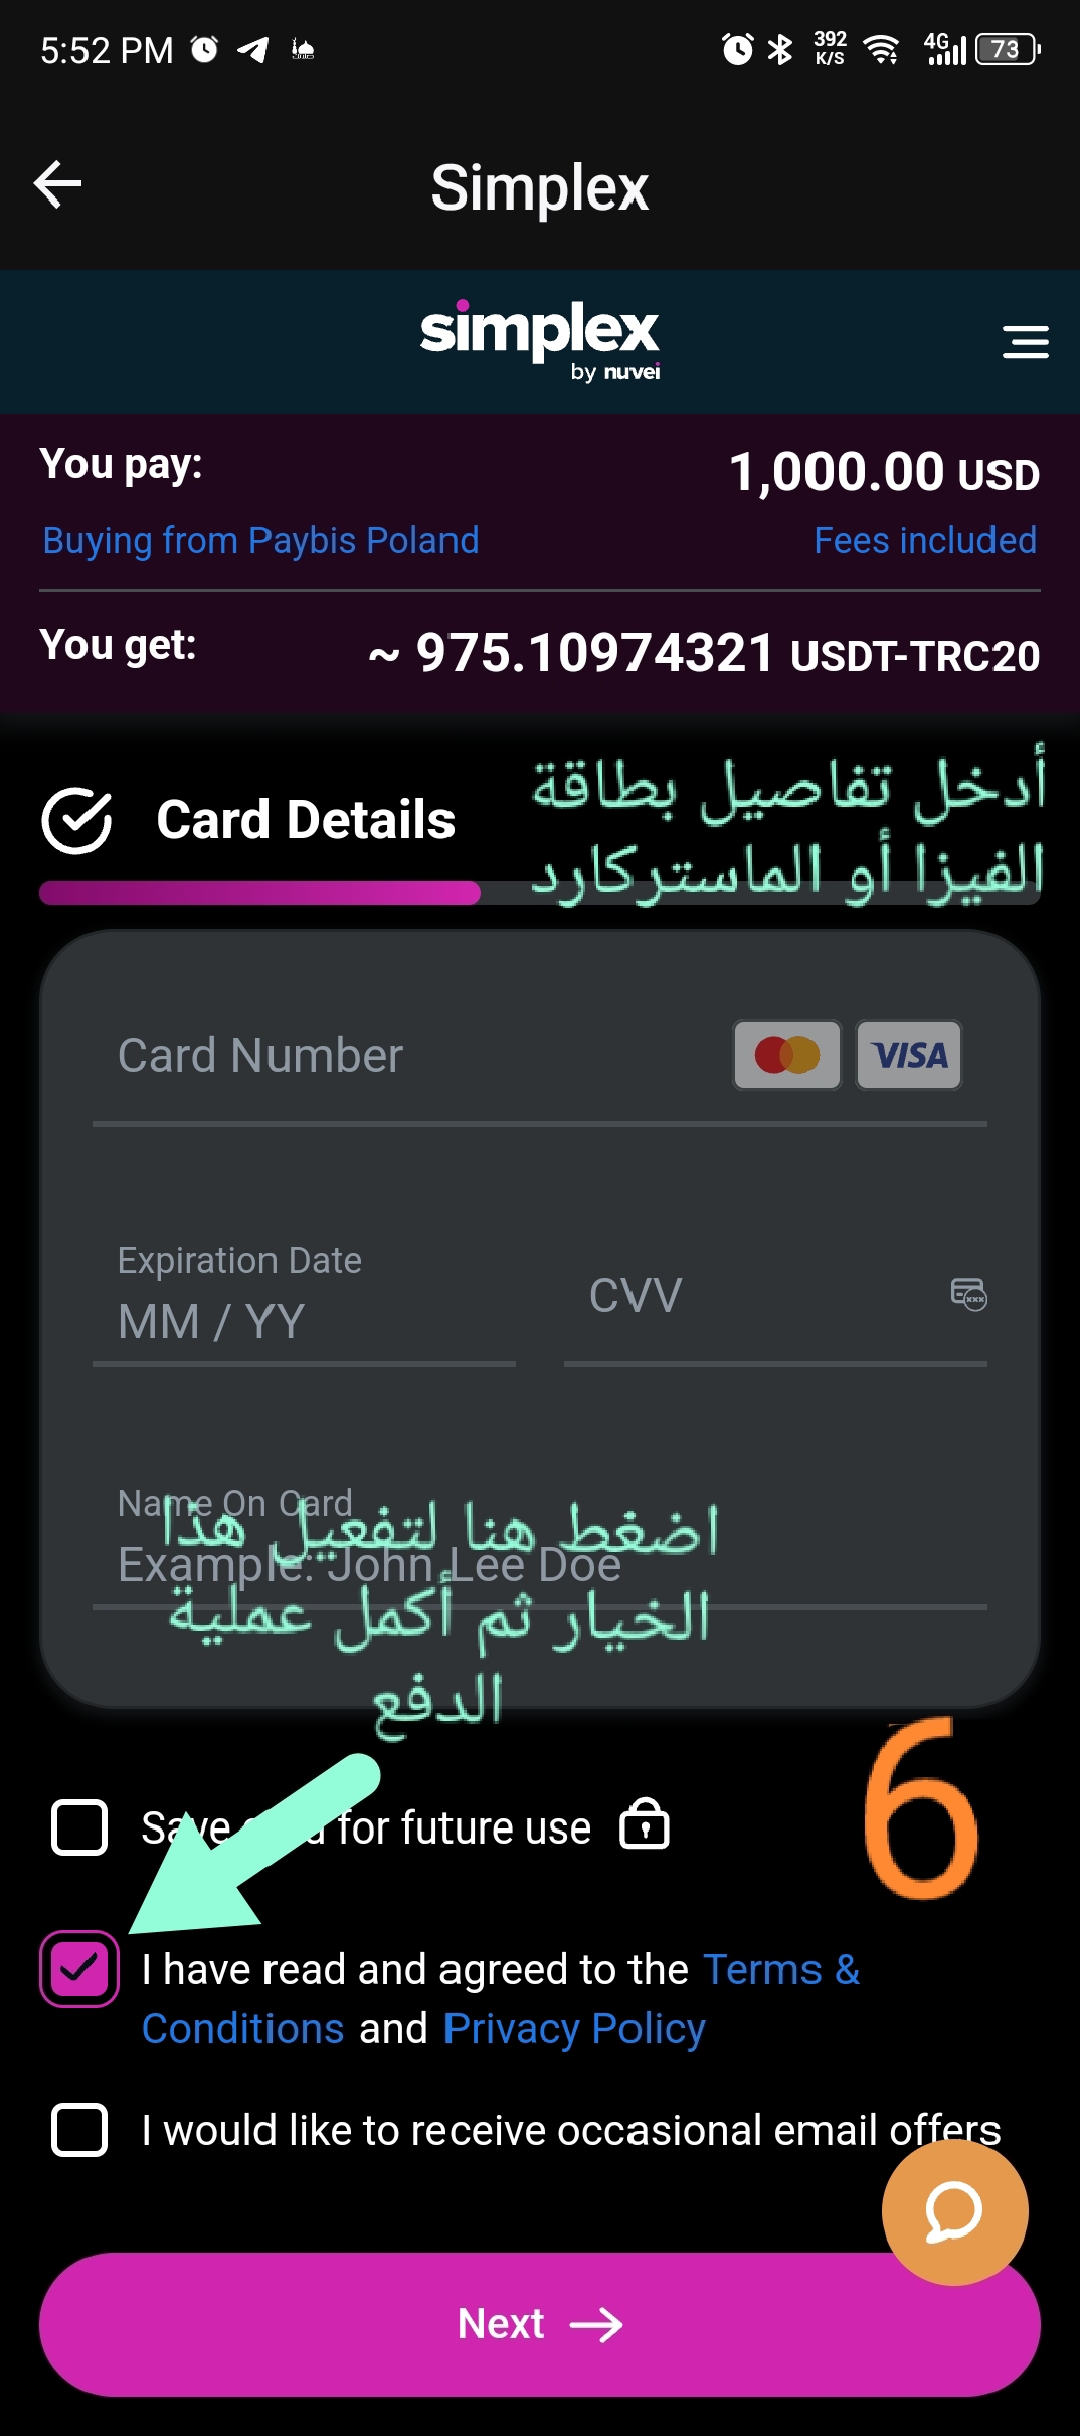 5:52 PM
392
K/S
4G
73
Simplex
simplex
by nuvei
You pay:
1,000.00 USD
Buying from Paybis Poland
Fees included
You get:
~ 975.10974321 USDT-TRC20
Card Details
أدخل تفاصيل بطاقة
الفيزا أو الماستركارد
Card Number
VISA
Expiration Date
MM / YY
CVV
Name On Card
Example: John Lee Doe
اضغط هنا لتفعيل هذا
الخيار ثم أكمل عملية
الدفع
6
Save card for future use
I have read and agreed to the Terms &
Conditions and Privacy Policy
I would like to receive occasional email offers
Next